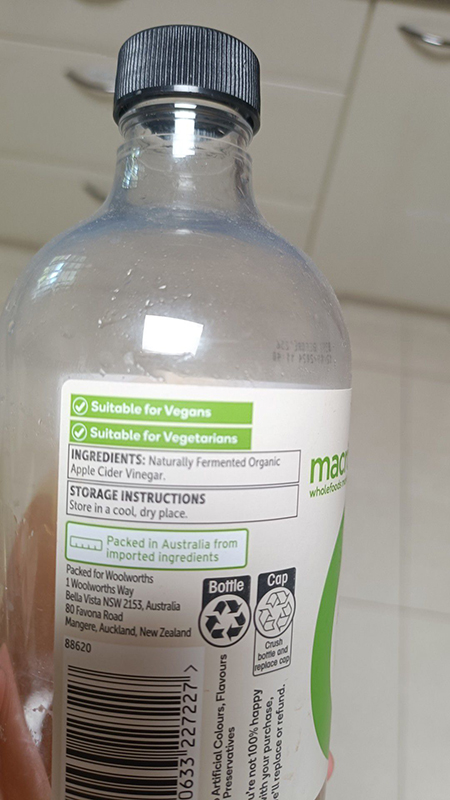 Suitable for Vegans
Suitable for Vegetarians
INGREDIENTS: Naturally Fermented Organic
Apple Cider Vinegar.
STORAGE INSTRUCTIONS
Store in a cool, dry place.
Packed in Australia from
imported ingredients
Packed for Woolworths
1 Woolworths Way
Bella Vista NSW 2153, Australia
80 Favona Road
Mangere, Auckland, New Zealand
88620
Bottle
Cap
Crush
bottle and
replace cap
macr
wholefoods
0633 227227 >
Artificial Colours, Flavours
Preservatives
u're not 100% happy
with your purchase,
e'll replace or refund.